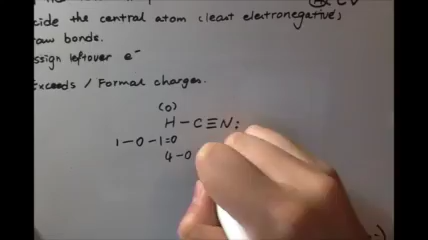 cide the central atom (least electronegative)
raw bonds.
ssign leftover e⁻
Exceeds / Formal charges.
(0)
H – C ≡ N :
1 – 0 – 1 = 0
4 – 0